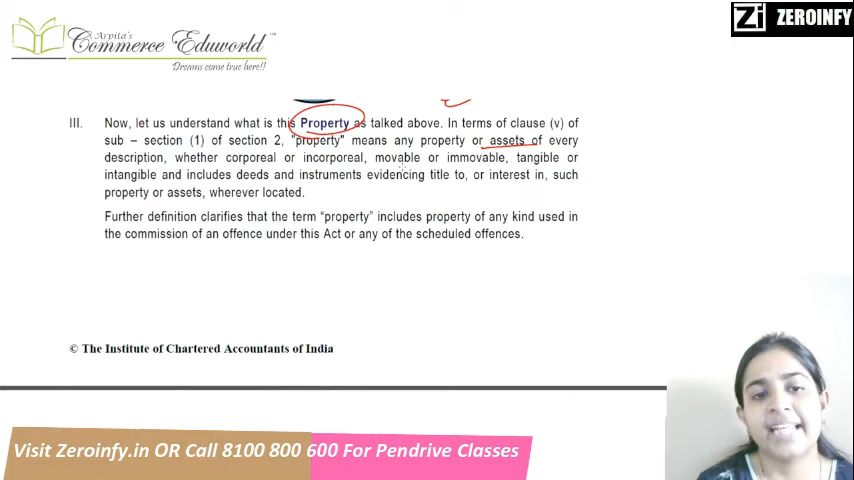 Arpita's
Commerce Eduworld™
Dreams come true here!!
Zi ZEROINFY
III. Now, let us understand what is this Property as talked above. In terms of clause (v) of
sub – section (1) of section 2, "property" means any property or assets of every
description, whether corporeal or incorporeal, movable or immovable, tangible or
intangible and includes deeds and instruments evidencing title to, or interest in, such
property or assets, wherever located.
Further definition clarifies that the term "property" includes property of any kind used in
the commission of an offence under this Act or any of the scheduled offences.
© The Institute of Chartered Accountants of India
Visit Zeroinfy.in OR Call 8100 800 600 For Pendrive Classes